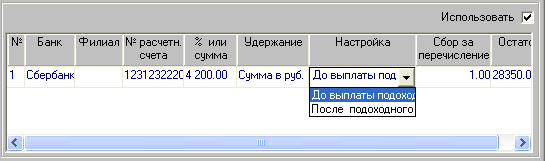 Использовать
№ Банк Филиал № расчетн. счета % или сумма Удержание Настройка Сбор за перечисление Остато
1 Сбербанк 1231232220 4 200.00 Сумма в руб. До выплаты под 1.00 28350.0
До выплаты подоход
После подоходного